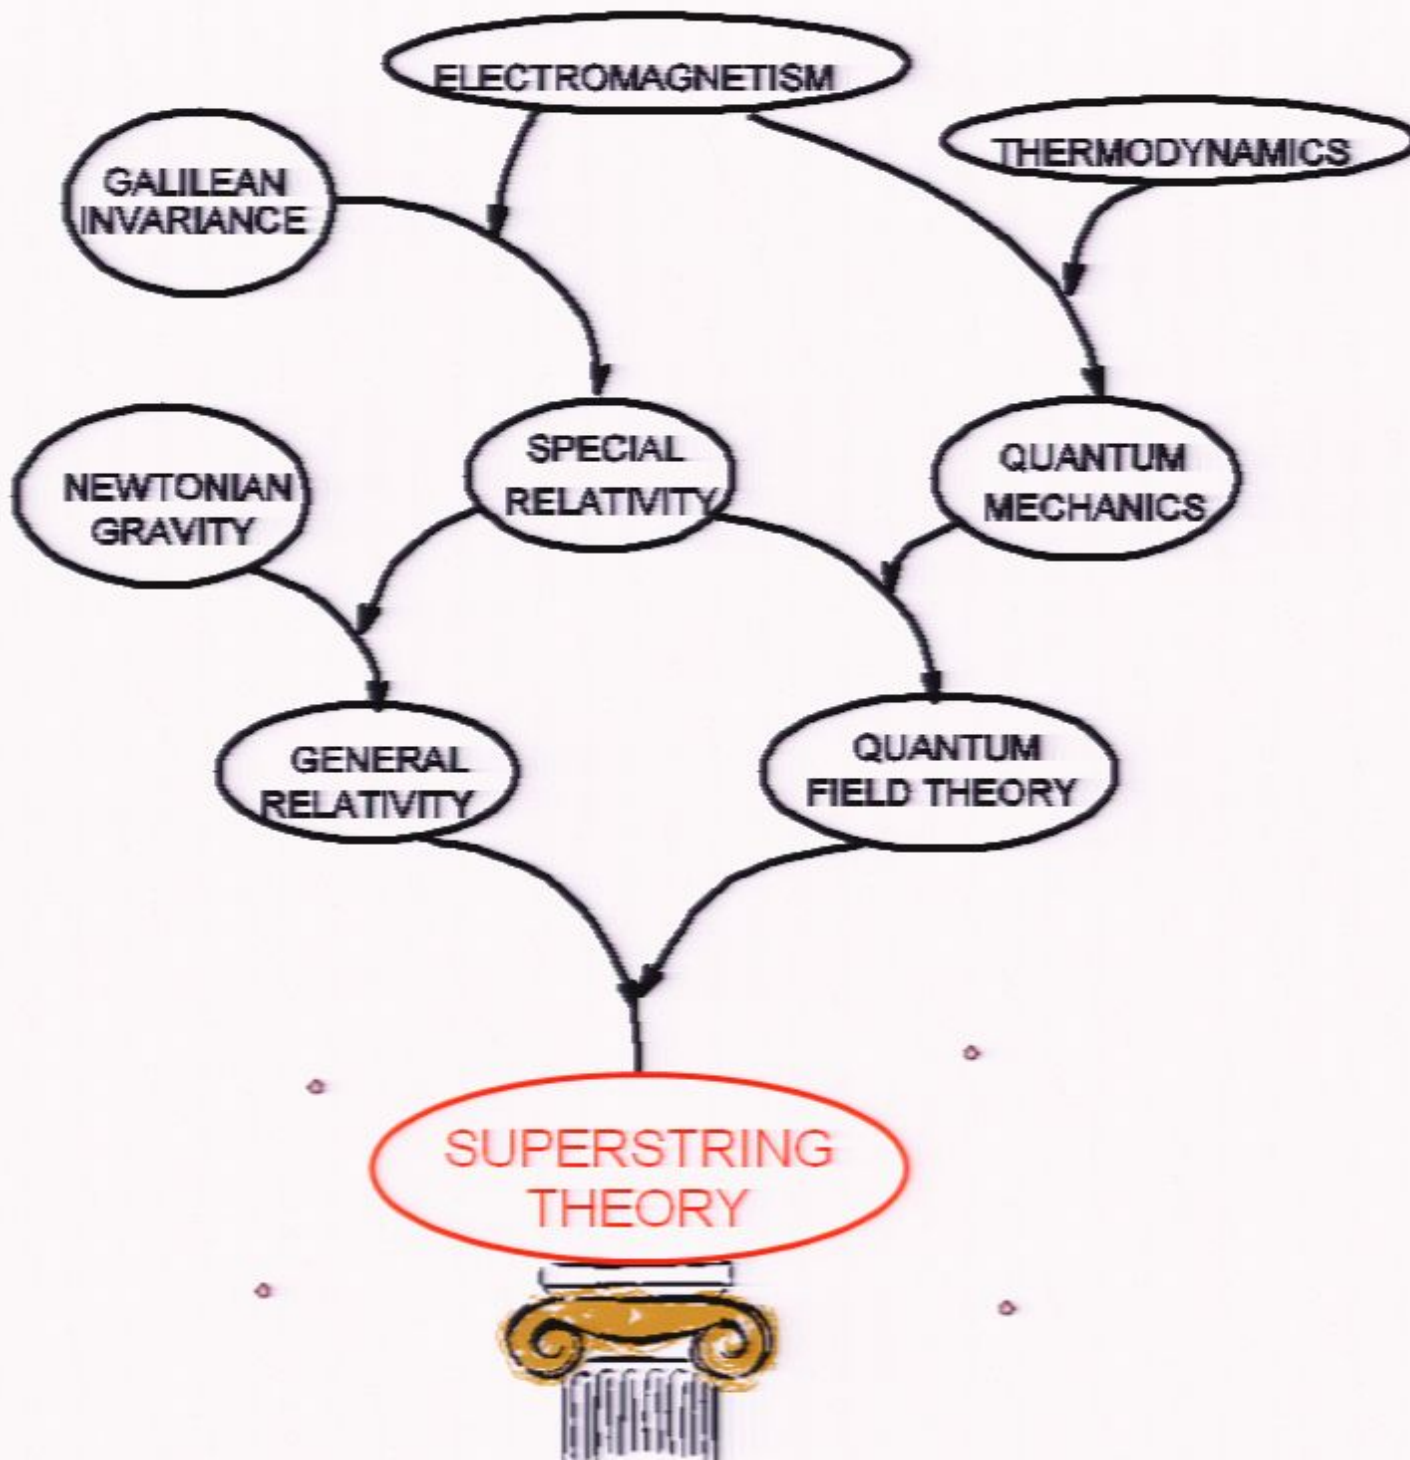 ELECTROMAGNETISM
THERMODYNAMICS
GALILEAN
INVARIANCE
SPECIAL
RELATIVITY
QUANTUM
MECHANICS
NEWTONIAN
GRAVITY
GENERAL
RELATIVITY
QUANTUM
FIELD THEORY
SUPERSTRING
THEORY